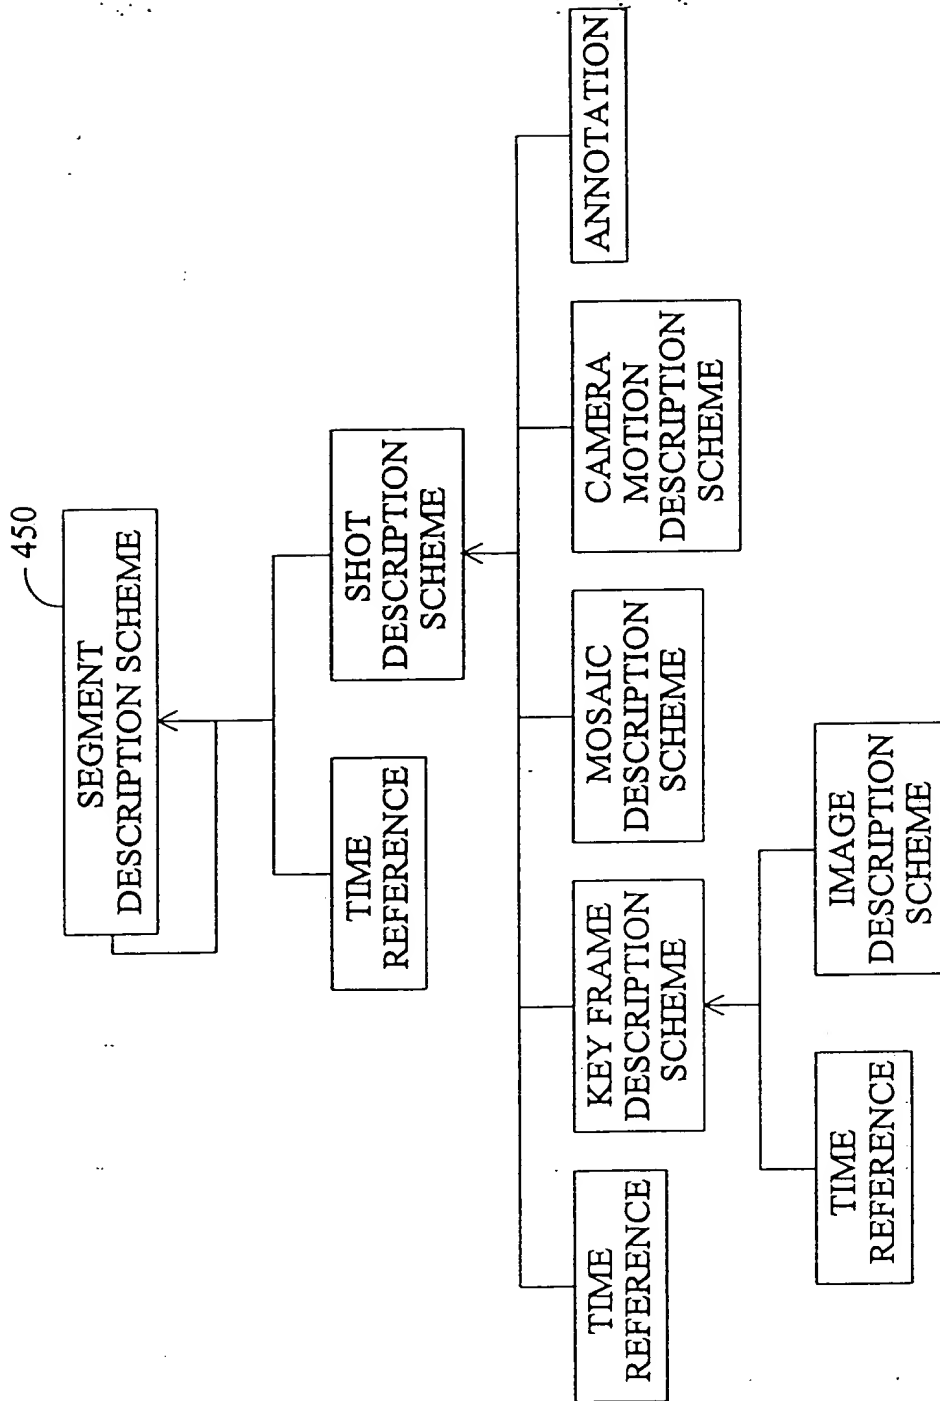 450
SEGMENT
DESCRIPTION SCHEME
TIME
REFERENCE
SHOT
DESCRIPTION
SCHEME
TIME
REFERENCE
KEY FRAME
DESCRIPTION
SCHEME
MOSAIC
DESCRIPTION
SCHEME
CAMERA
MOTION
DESCRIPTION
SCHEME
ANNOTATION
TIME
REFERENCE
IMAGE
DESCRIPTION
SCHEME